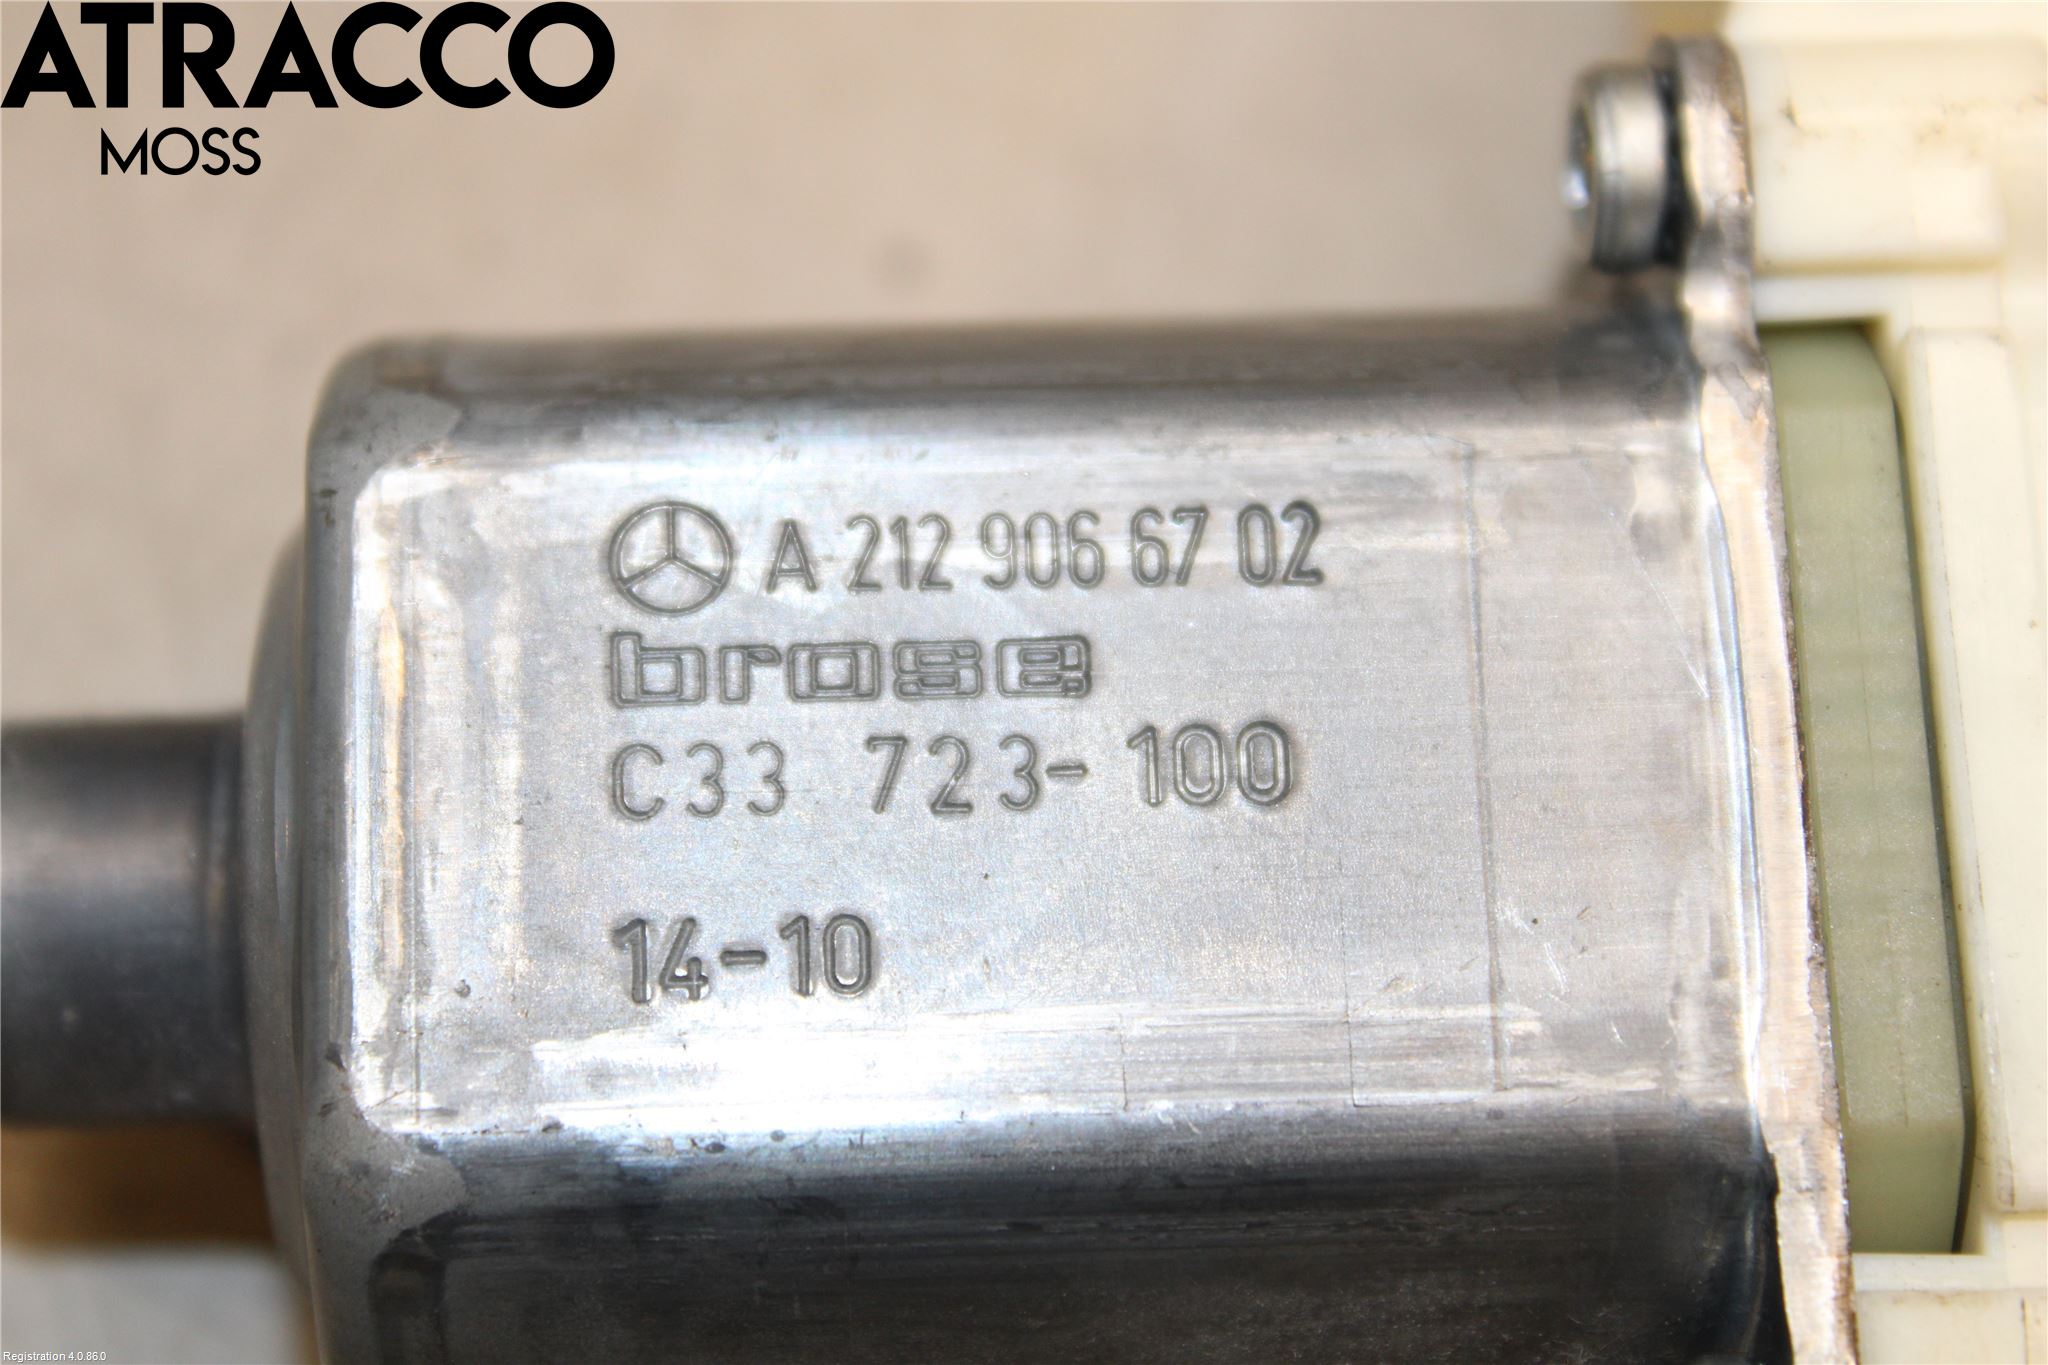 ATRACCO
MOSS
A 212 906 67 02
brose
C33 723-100
14-10
Registration 4.0.86.0